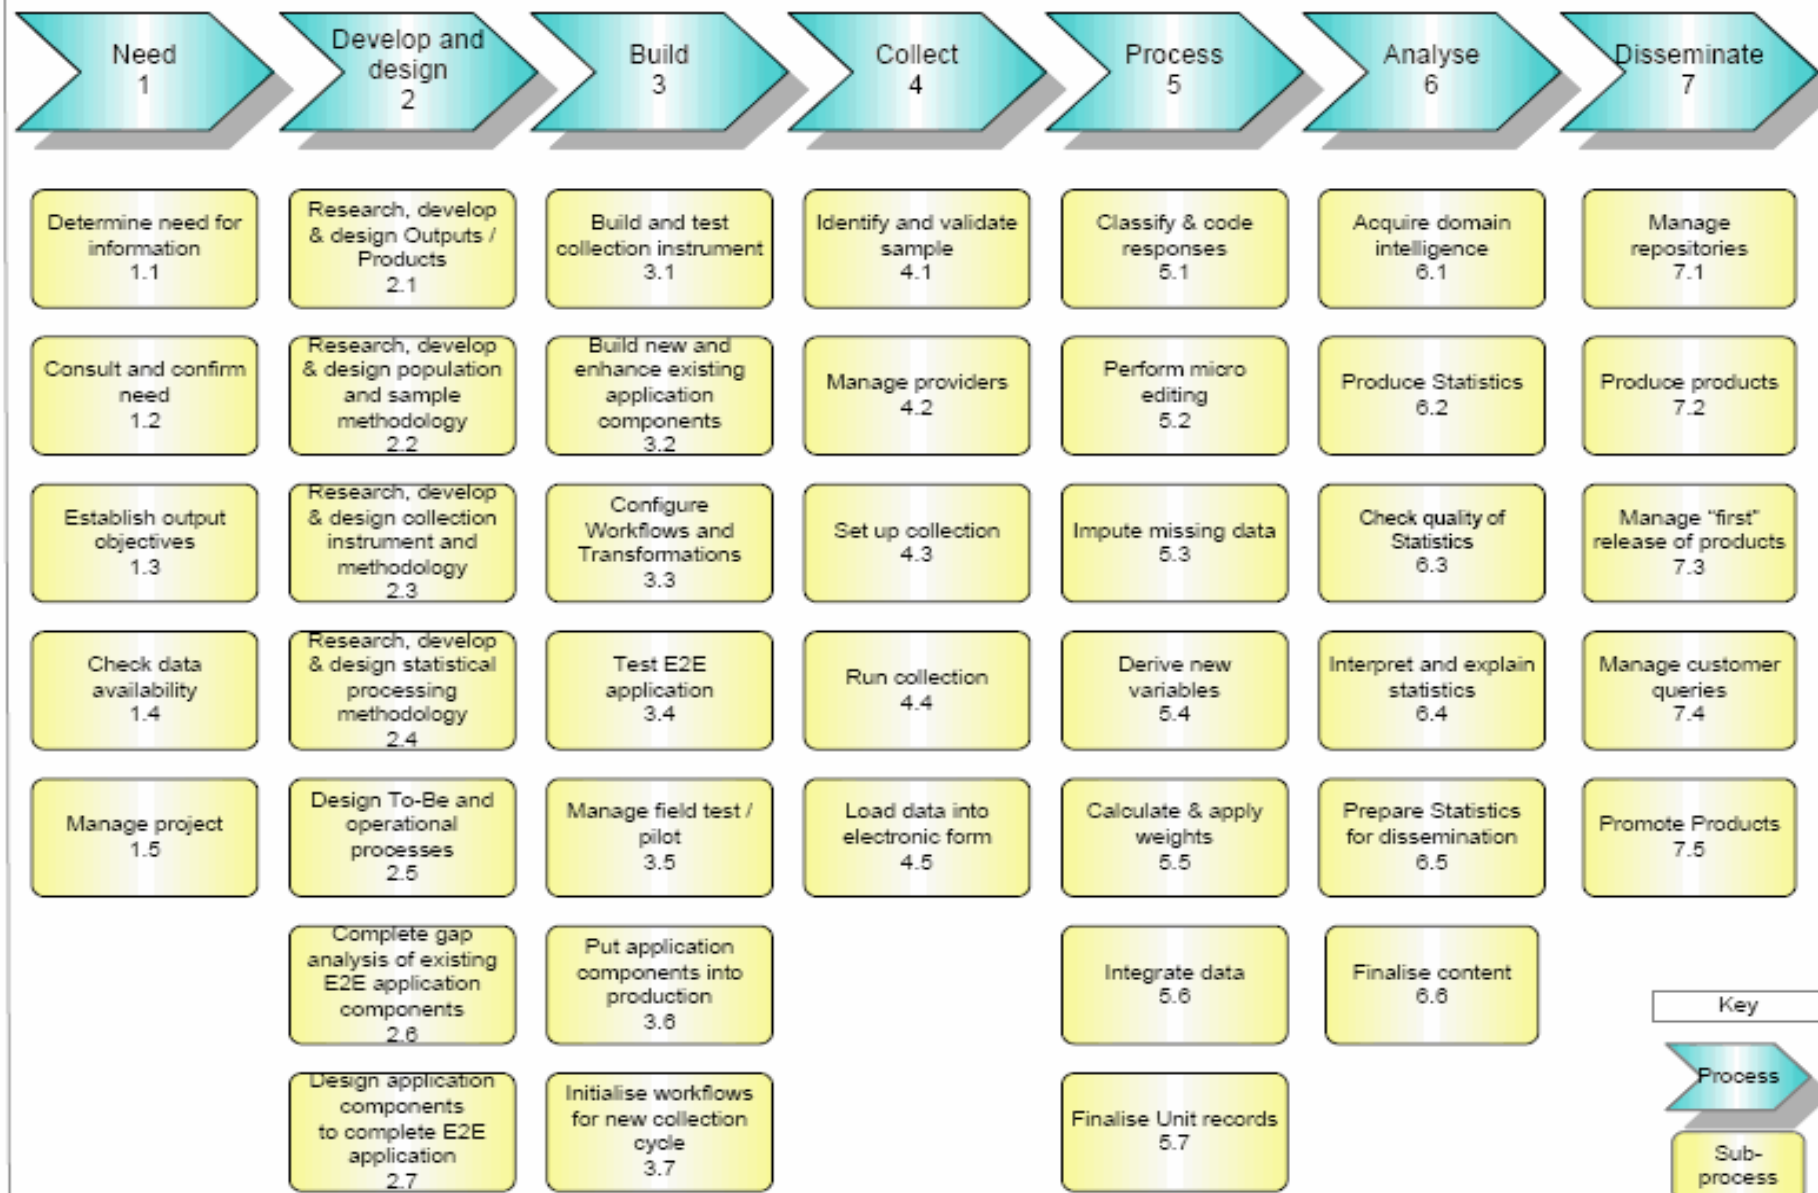 Need
1
Develop and
design
2
Build
3
Collect
4
Process
5
Analyse
6
Disseminate
7
Determine need for
information
1.1
Consult and confirm
need
1.2
Establish output
objectives
1.3
Check data
availability
1.4
Manage project
1.5
Research, develop
& design Outputs /
Products
2.1
Research, develop
& design population
and sample
methodology
2.2
Research, develop
& design collection
instrument and
methodology
2.3
Research, develop
& design statistical
processing
methodology
2.4
Design To-Be and
operational
processes
2.5
Complete gap
analysis of existing
E2E application
components
2.6
Design application
components
to complete E2E
application
2.7
Build and test
collection instrument
3.1
Build new and
enhance existing
application
components
3.2
Configure
Workflows and
Transformations
3.3
Test E2E
application
3.4
Manage field test /
pilot
3.5
Put application
components into
production
3.6
Initialise workflows
for new collection
cycle
3.7
Identify and validate
sample
4.1
Manage providers
4.2
Set up collection
4.3
Run collection
4.4
Load data into
electronic form
4.5
Classify & code
responses
5.1
Perform micro
editing
5.2
Impute missing data
5.3
Derive new
variables
5.4
Calculate & apply
weights
5.5
Integrate data
5.6
Finalise Unit records
5.7
Acquire domain
intelligence
6.1
Produce Statistics
6.2
Check quality of
Statistics
6.3
Interpret and explain
statistics
6.4
Prepare Statistics
for dissemination
6.5
Finalise content
6.6
Manage
repositories
7.1
Produce products
7.2
Manage "first"
release of products
7.3
Manage customer
queries
7.4
Promote Products
7.5
Key
Process
Sub-
process